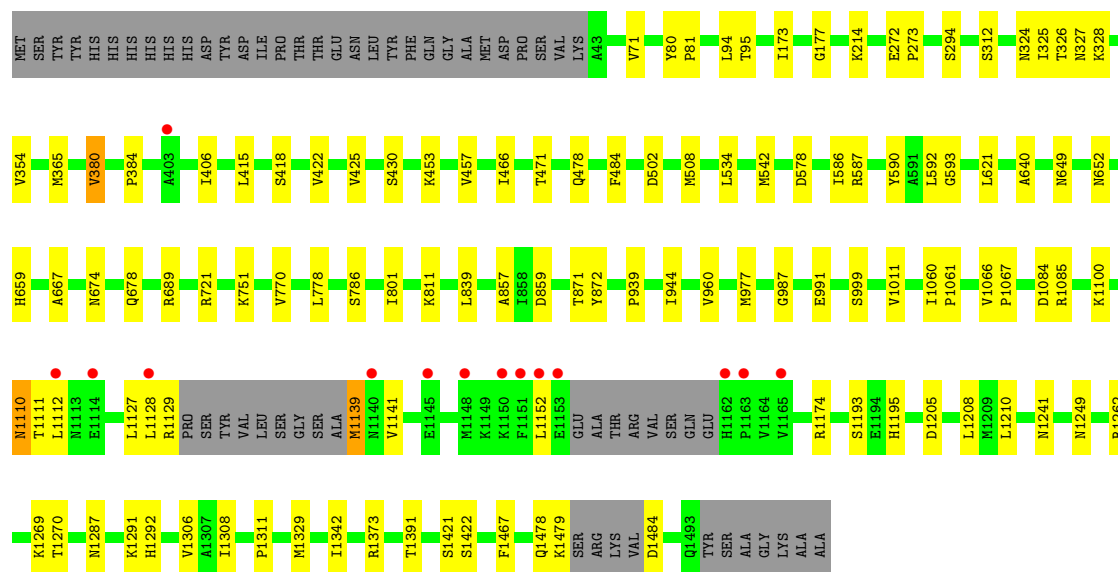 MET SER TYR TYR HIS HIS HIS HIS HIS HIS ASP TYR ASP ILE PRO THR THR GLU ASN LEU TYR PHE GLN GLY ALA MET ASP PRO SER VAL LYS A43 V71 Y80 P81 L94 T95 I173 G177 K214 E272 P273 S294 S312 N324 I325 T326 N327 K328
V354 M365 V380 P384 A403 I406 L415 S418 V422 V425 S430 K453 V457 I466 T471 Q478 F484 D502 M508 L534 M542 D578 I586 R587 Y590 A591 L592 G593 L621 A640 N649 N652
H659 A667 N674 Q678 R689 R721 K751 V770 L778 S786 I801 K811 L839 A857 I858 D859 T871 Y872 P939 I944 V960 M977 G987 E991 S999 V1011 I1060 P1061 V1066 P1067 D1084 R1085 K1100
N1110 T1111 L1112 N1113 E1114 L1127 L1128 R1129 PRO SER TYR VAL LEU SER GLY SER ALA M1139 N1140 V1141 E1145 M1148 K1149 K1150 F1151 L1152 E1153 GLU ALA THR ARG VAL SER GLN GLU H1162 P1163 V1164 V1165 R1174 S1193 E1194 H1195 D1205 L1208 M1209 L1210 N1241 N1249
K1269 T1270 N1287 K1291 H1292 V1306 A1307 I1308 P1311 M1329 I1342 R1373 T1391 S1421 S1422 F1467 Q1478 K1479 SER ARG LYS VAL D1484 Q1493 TYR SER ALA GLY LYS ALA ALA